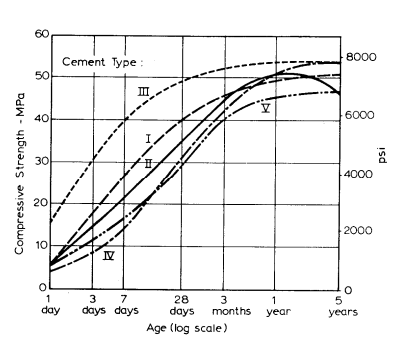 60
50
40
30
20
10
0
Compressive Strength - MPa
Cement Type :
III
I
II
IV
V
8000
6000
4000
2000
0
psi
1 day
3 days
7 days
28 days
3 months
1 year
5 years
Age (log scale)